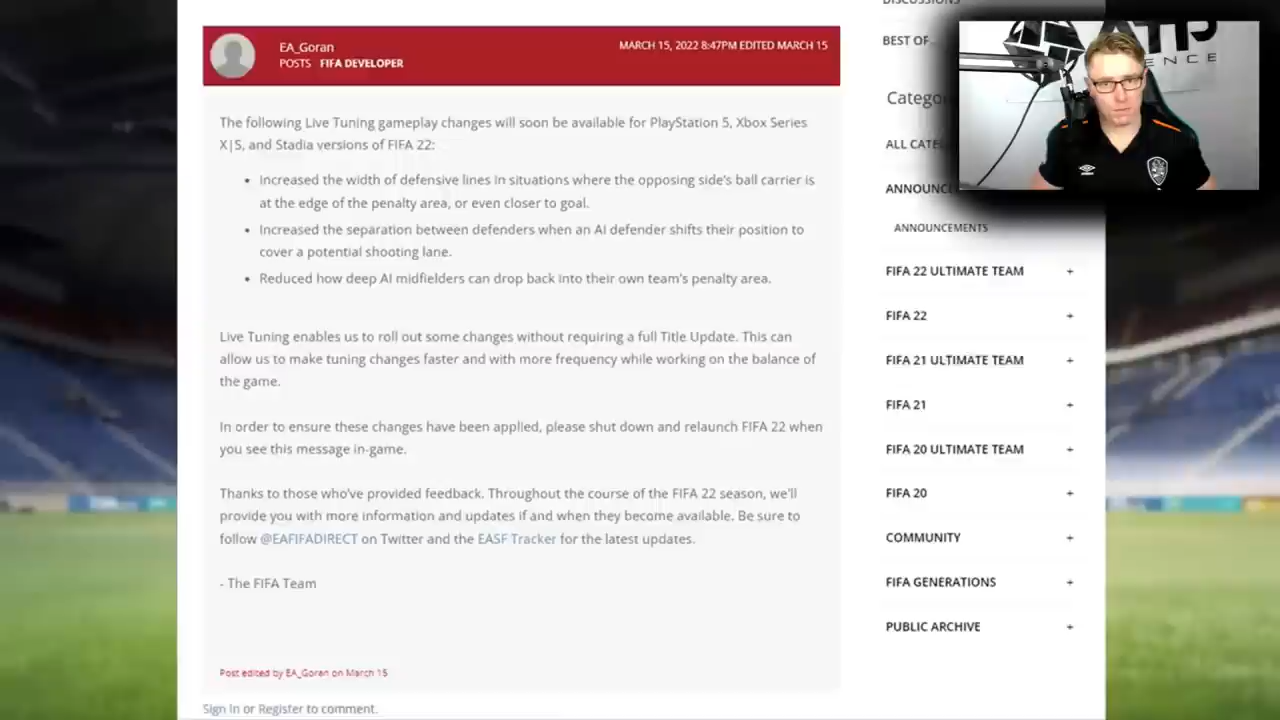 DISCUSSIONS
EA_Goran
MARCH 15, 2022 8:47PM EDITED MARCH 15
POSTS FIFA DEVELOPER
The following Live Tuning gameplay changes will soon be available for PlayStation 5, Xbox Series
X|S, and Stadia versions of FIFA 22:
• Increased the width of defensive lines in situations where the opposing side's ball carrier is
at the edge of the penalty area, or even closer to goal.
• Increased the separation between defenders when an AI defender shifts their position to
cover a potential shooting lane.
• Reduced how deep AI midfielders can drop back into their own team's penalty area.
Live Tuning enables us to roll out some changes without requiring a full Title Update. This can
allow us to make tuning changes faster and with more frequency while working on the balance of
the game.
In order to ensure these changes have been applied, please shut down and relaunch FIFA 22 when
you see this message in-game.
Thanks to those who've provided feedback. Throughout the course of the FIFA 22 season, we'll
provide you with more information and updates if and when they become available. Be sure to
follow @EAFIFADIRECT on Twitter and the EASF Tracker for the latest updates.
- The FIFA Team
Post edited by EA_Goran on March 15
Sign In or Register to comment.
BEST OF
Categor
ALL CATE
ANNOUNC
ANNOUNCEMENTS
FIFA 22 ULTIMATE TEAM +
FIFA 22 +
FIFA 21 ULTIMATE TEAM +
FIFA 21 +
FIFA 20 ULTIMATE TEAM +
FIFA 20 +
COMMUNITY +
FIFA GENERATIONS +
PUBLIC ARCHIVE +